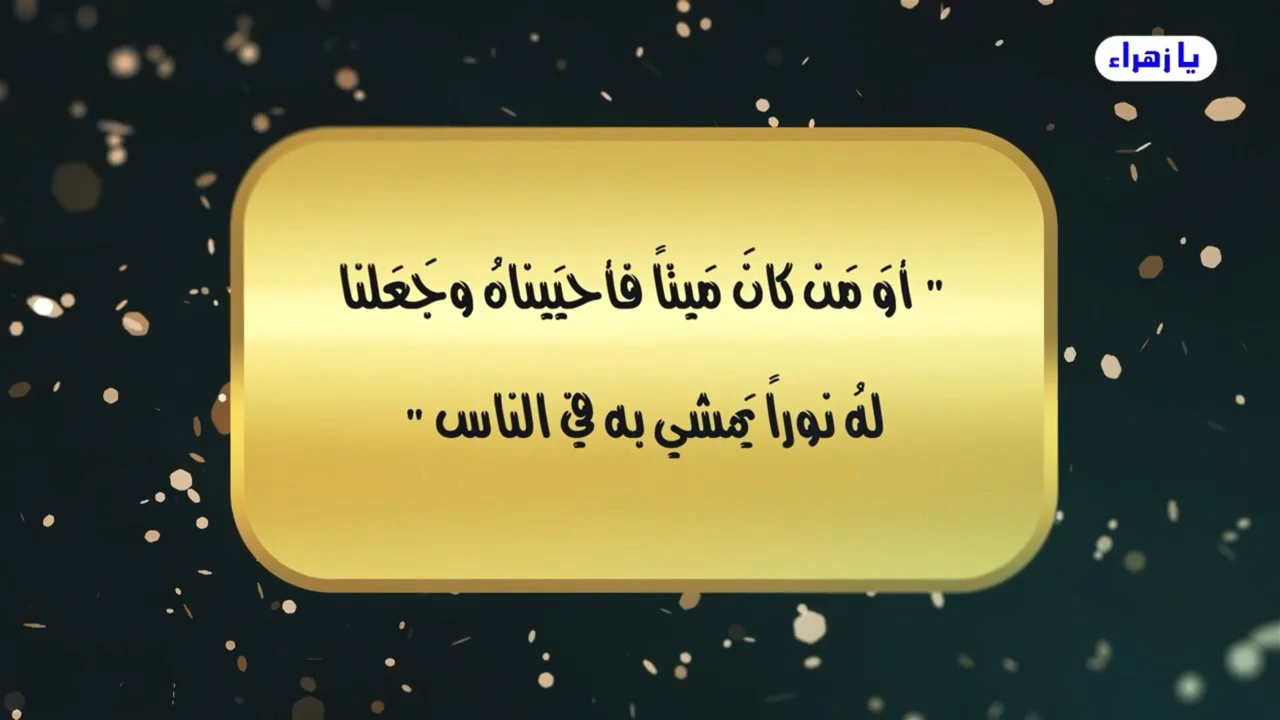 يا زهراء
" أوَ مَن كانَ مَيتاً فأحيَيناهُ وجَعَلنا
لهُ نوراً يَمشي به في الناس "